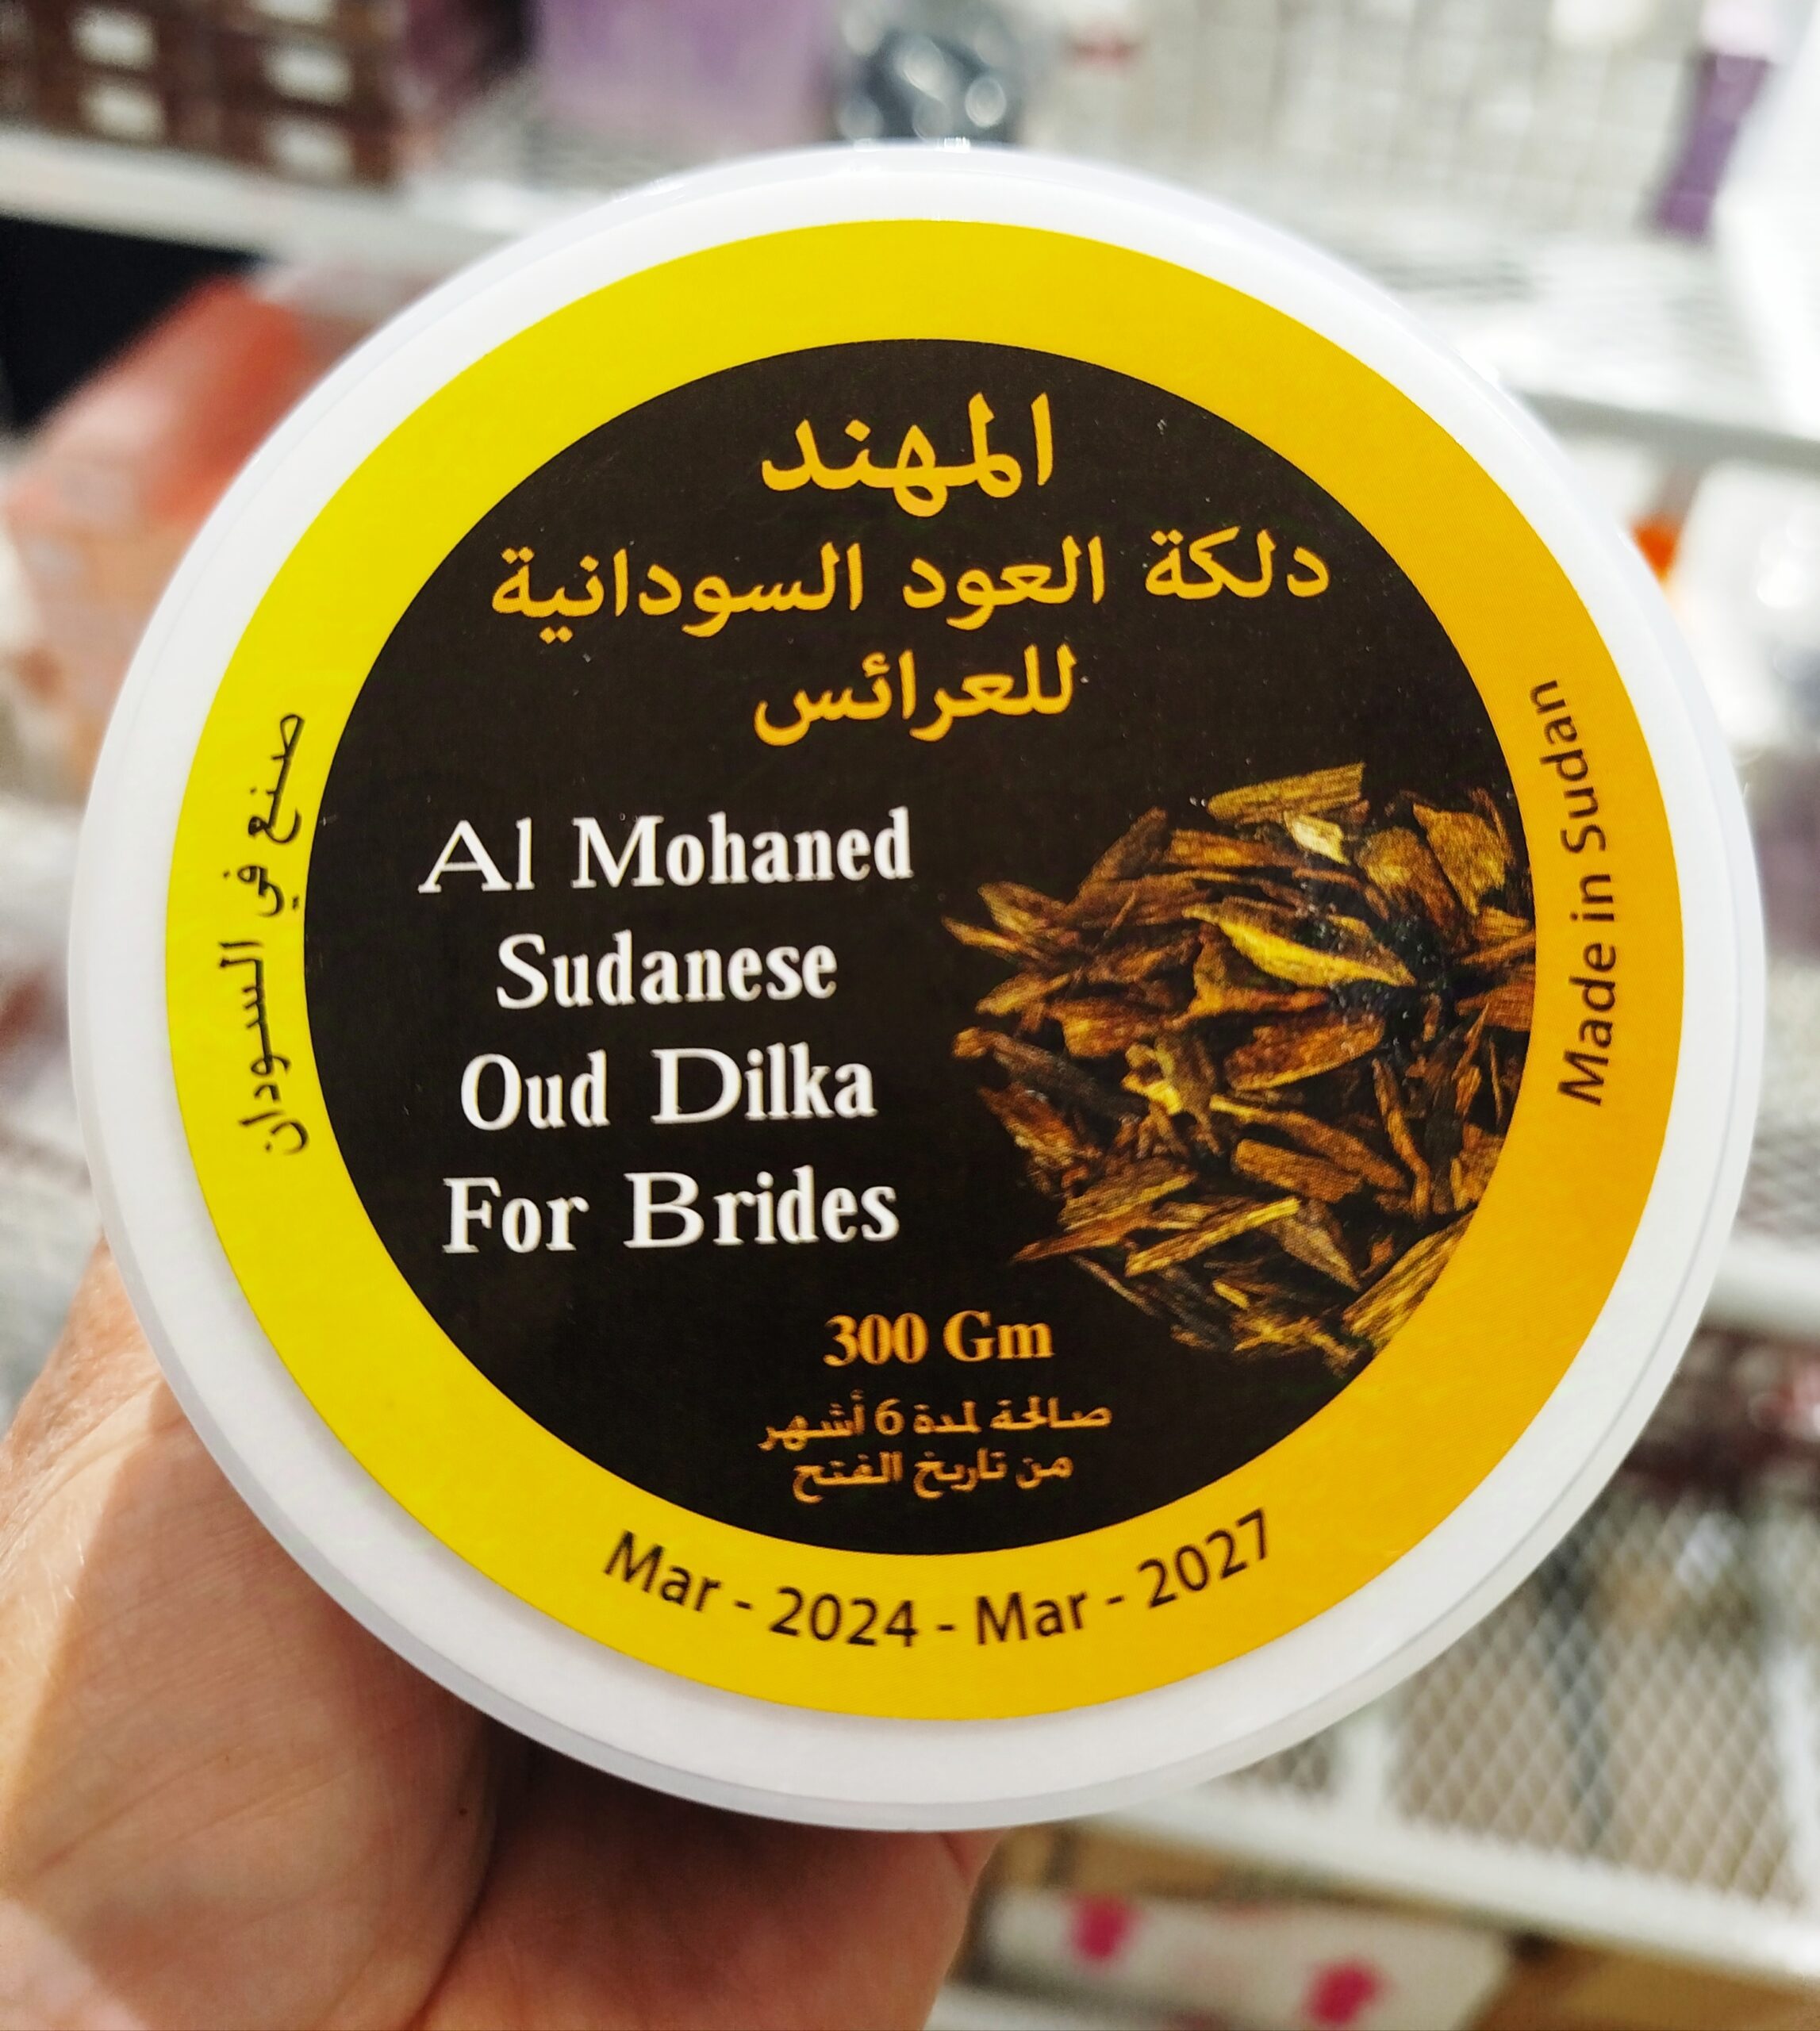 المهند
دلكة العود السودانية
للعرائس
Al Mohaned
Sudanese
Oud Dilka
For Brides
300 Gm
صالحة لمدة 6 أشهر
من تاريخ الفتح
صنع في السودان
Made in Sudan
Mar - 2024 - Mar - 2027